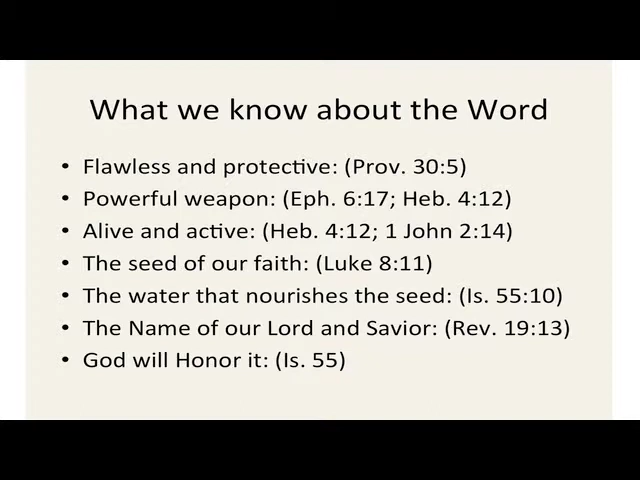 What we know about the Word
• Flawless and protective: (Prov. 30:5)
• Powerful weapon: (Eph. 6:17; Heb. 4:12)
• Alive and active: (Heb. 4:12; 1 John 2:14)
• The seed of our faith: (Luke 8:11)
• The water that nourishes the seed: (Is. 55:10)
• The Name of our Lord and Savior: (Rev. 19:13)
• God will Honor it: (Is. 55)